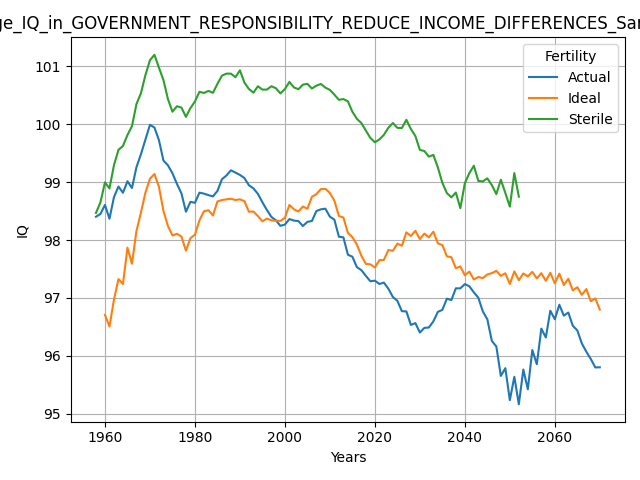 ge_IQ_in_GOVERNMENT_RESPONSIBILITY_REDUCE_INCOME_DIFFERENCES_Sar
Fertility
Actual
Ideal
Sterile
101
100
99
98
97
96
95
IQ
1960 1980 2000 2020 2040 2060
Years